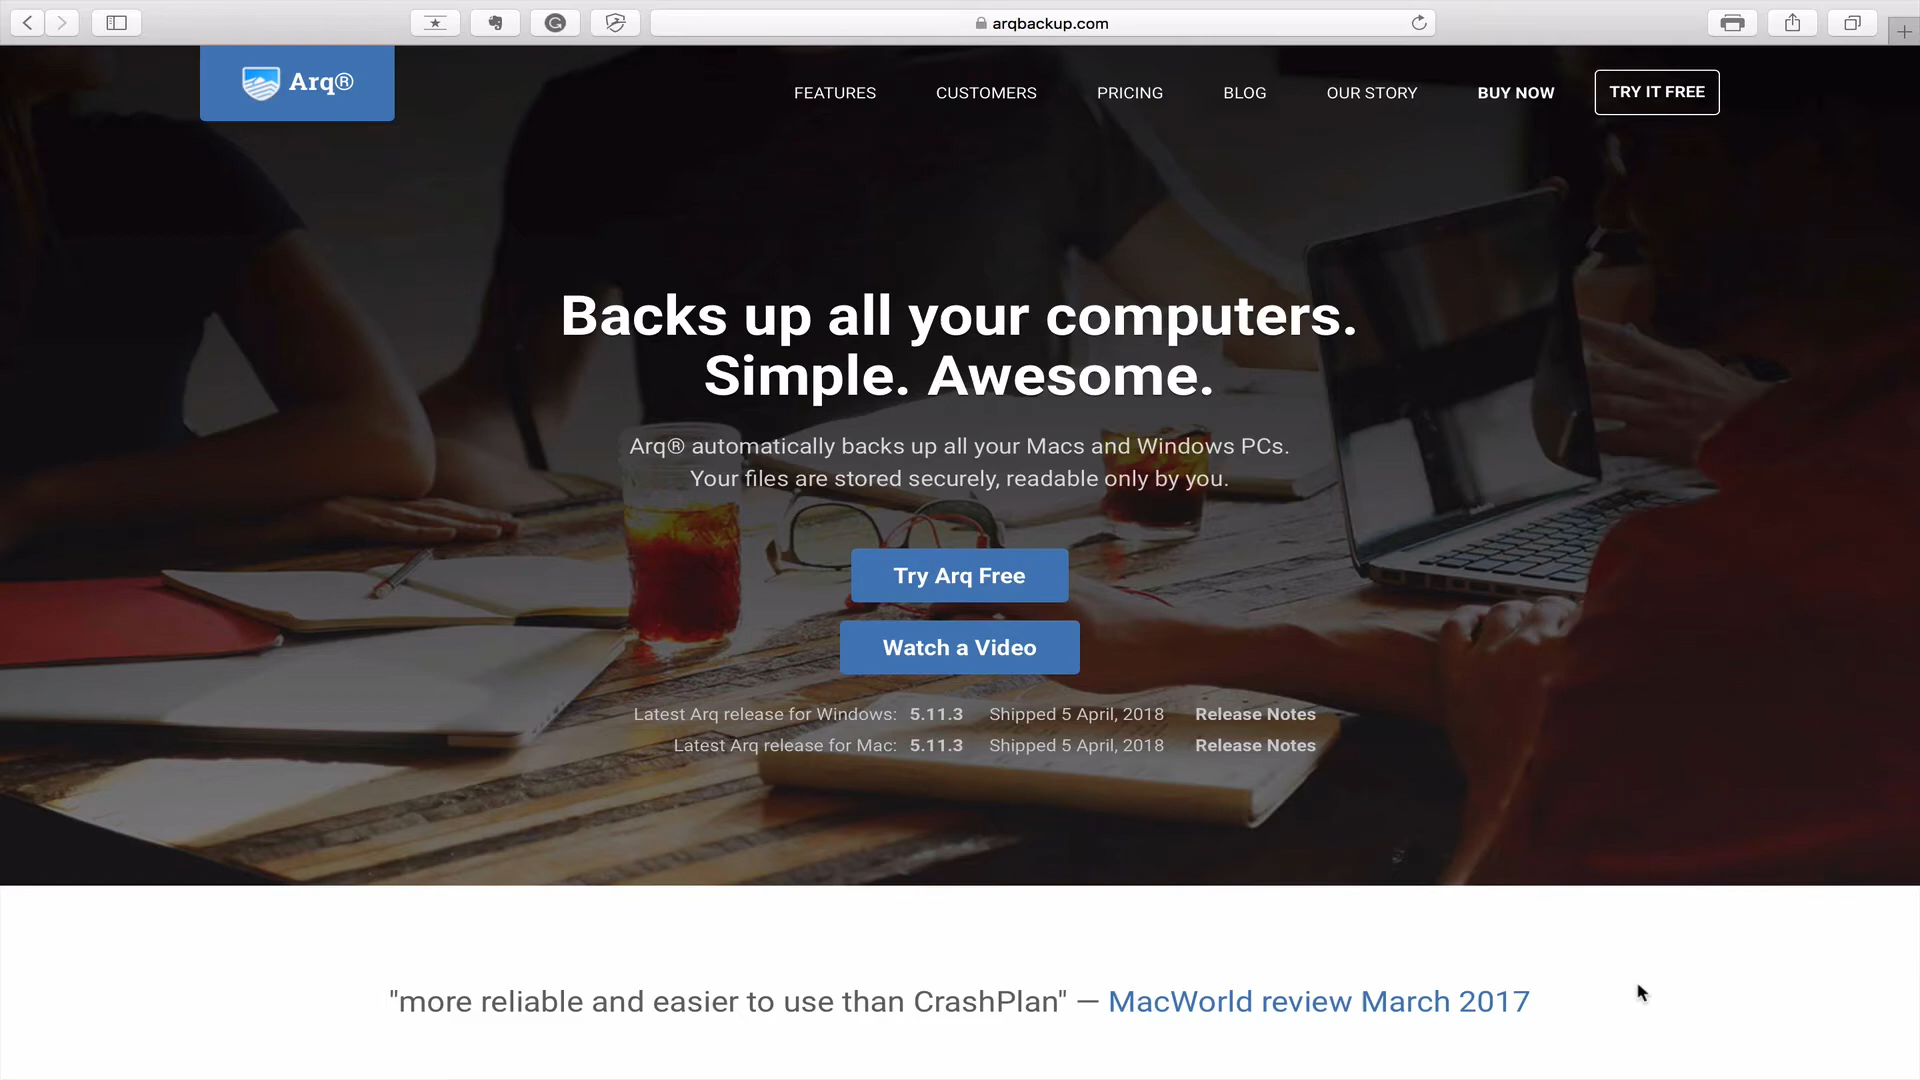 arqbackup.com
Arq®
FEATURES
CUSTOMERS
PRICING
BLOG
OUR STORY
BUY NOW
TRY IT FREE
Backs up all your computers.
Simple. Awesome.
Arq® automatically backs up all your Macs and Windows PCs.
Your files are stored securely, readable only by you.
Try Arq Free
Watch a Video
Latest Arq release for Windows: 5.11.3 Shipped 5 April, 2018 Release Notes
Latest Arq release for Mac: 5.11.3 Shipped 5 April, 2018 Release Notes
"more reliable and easier to use than CrashPlan" — MacWorld review March 2017